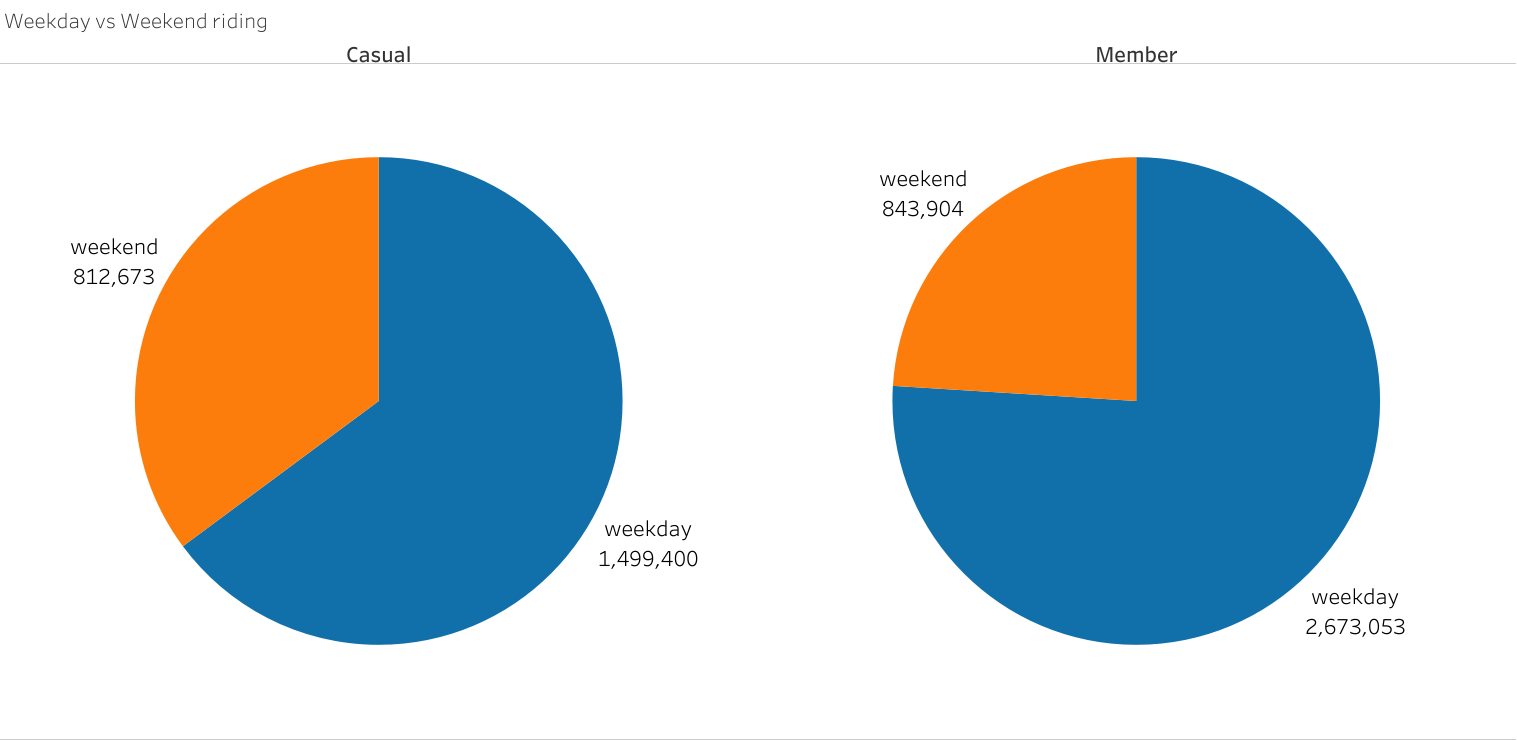 Weekday vs Weekend riding
Casual
Member
weekend
812,673
weekday
1,499,400
weekend
843,904
weekday
2,673,053